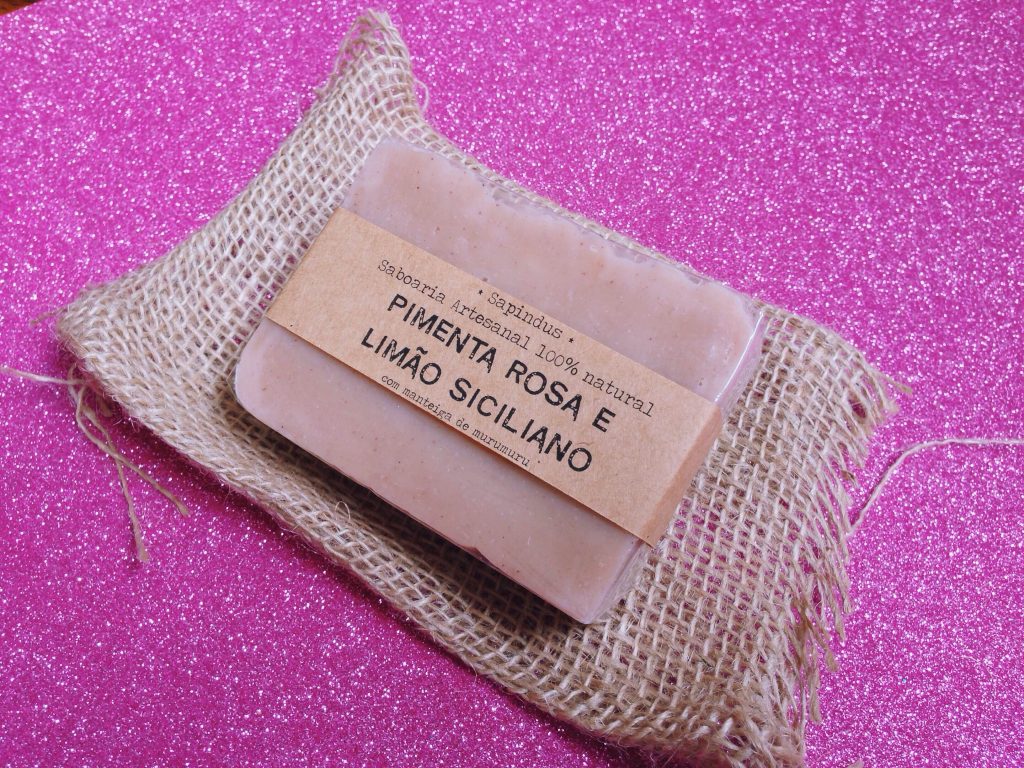 * Sapindus *
Saboaria Artesanal 100% natural
PIMENTA ROSA E
LIMÃO SICILIANO
com manteiga de murumuru